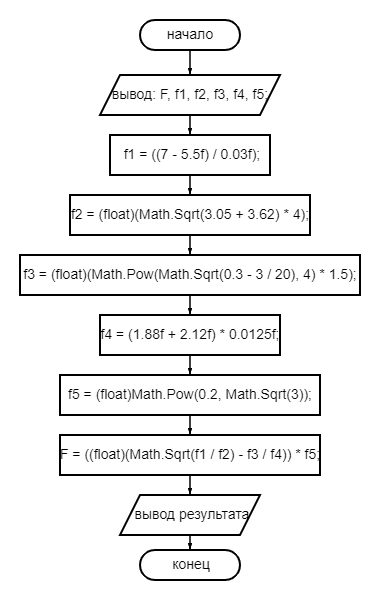 начало
вывод: F, f1, f2, f3, f4, f5;
f1 = ((7 - 5.5f) / 0.03f);
f2 = (float)(Math.Sqrt(3.05 + 3.62) * 4);
f3 = (float)(Math.Pow(Math.Sqrt(0.3 - 3 / 20), 4) * 1.5);
f4 = (1.88f + 2.12f) * 0.0125f;
f5 = (float)Math.Pow(0.2, Math.Sqrt(3));
F = ((float)(Math.Sqrt(f1 / f2) - f3 / f4)) * f5;
вывод результата
конец